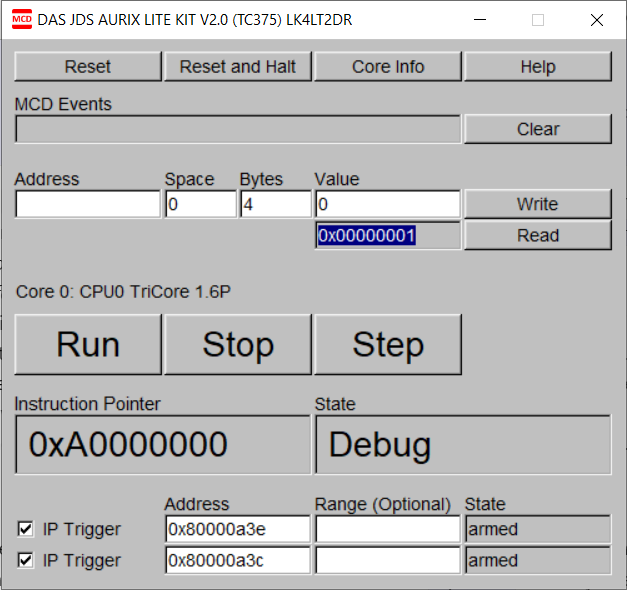 MCD DAS JDS AURIX LITE KIT V2.0 (TC375) LK4LT2DR
Reset Reset and Halt Core Info Help
MCD Events
Clear
Address Space Bytes Value
0 4 0 Write
0x00000001 Read
Core 0: CPU0 TriCore 1.6P
Run Stop Step
Instruction Pointer State
0xA0000000 Debug
Address Range (Optional) State
IP Trigger 0x80000a3e armed
IP Trigger 0x80000a3c armed